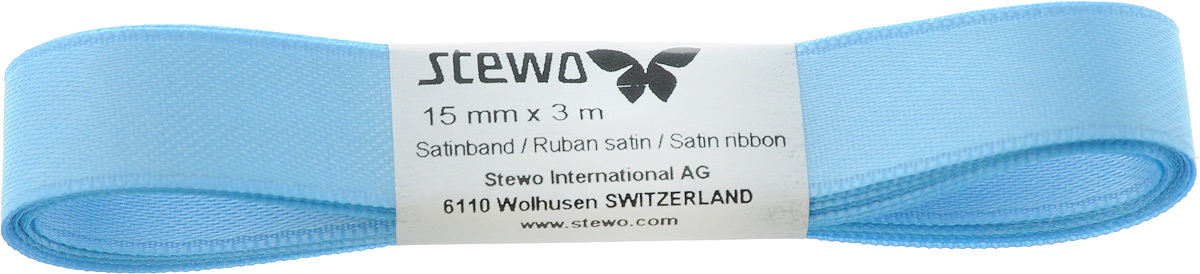 stewo
15 mm x 3 m
Satinband / Ruban satin / Satin ribbon
Stewo International AG
6110 Wolhusen SWITZERLAND
www.stewo.com